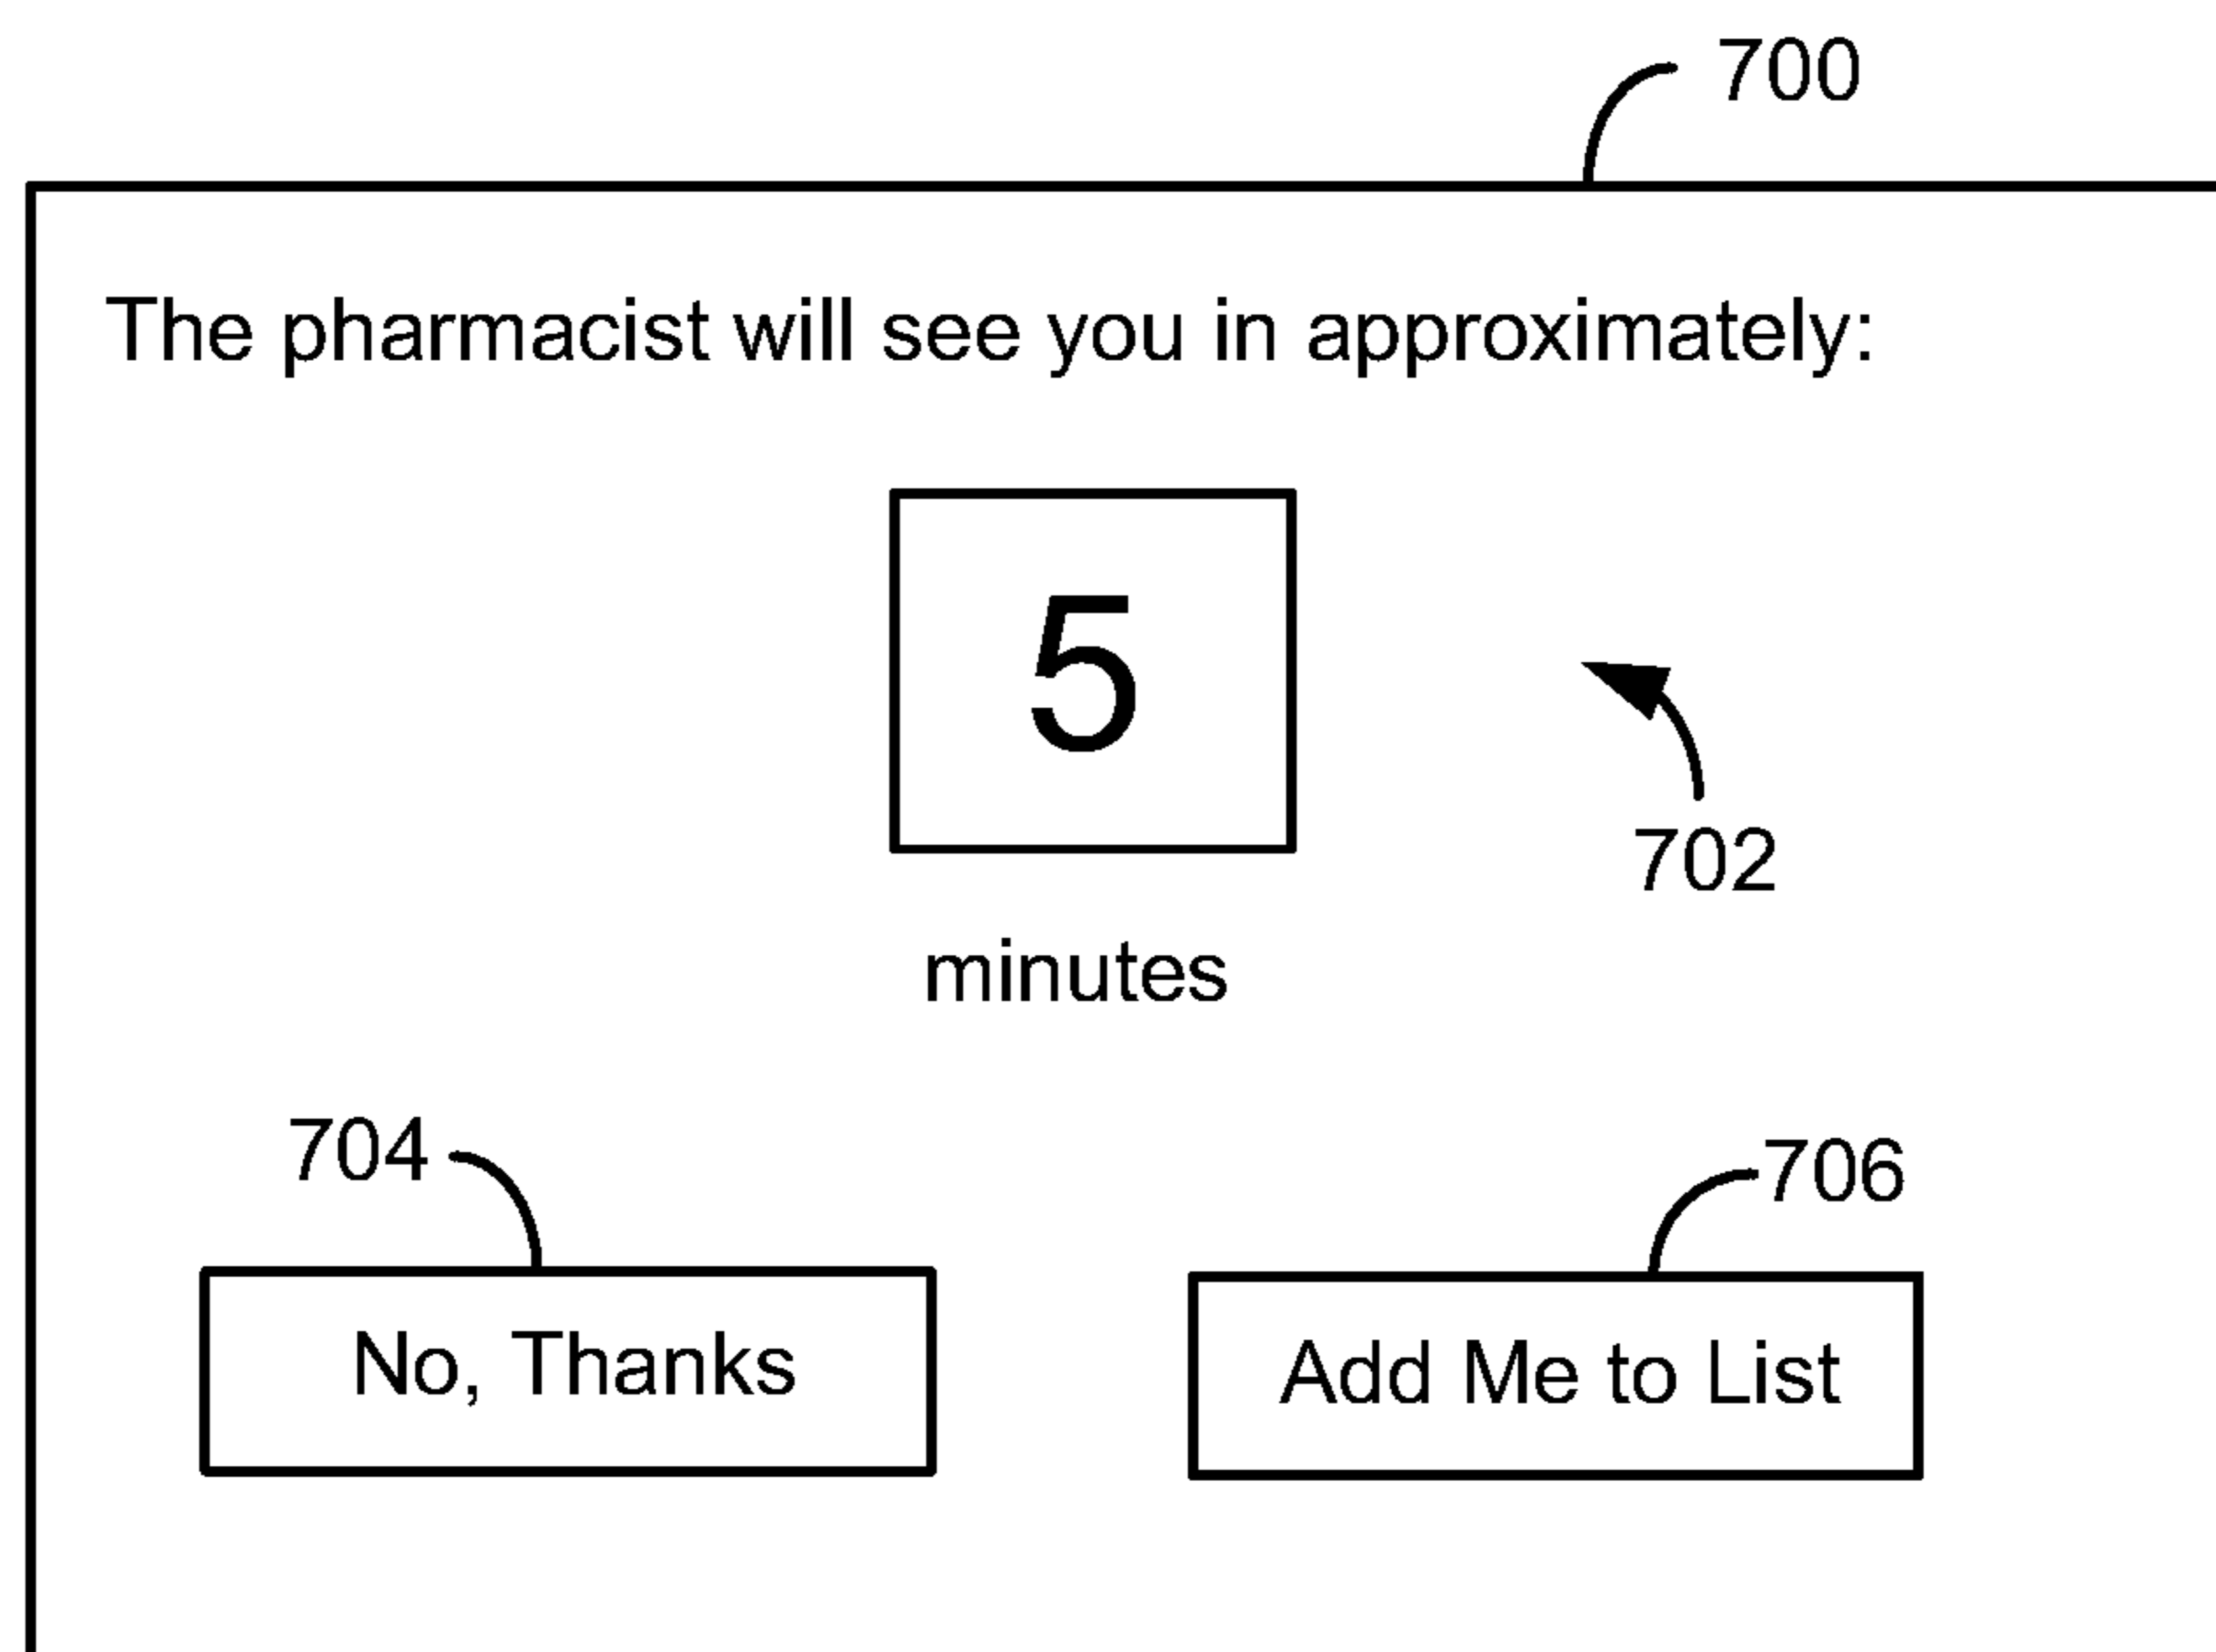 700
The pharmacist will see you in approximately:
5
702
minutes
704
706
No, Thanks
Add Me to List